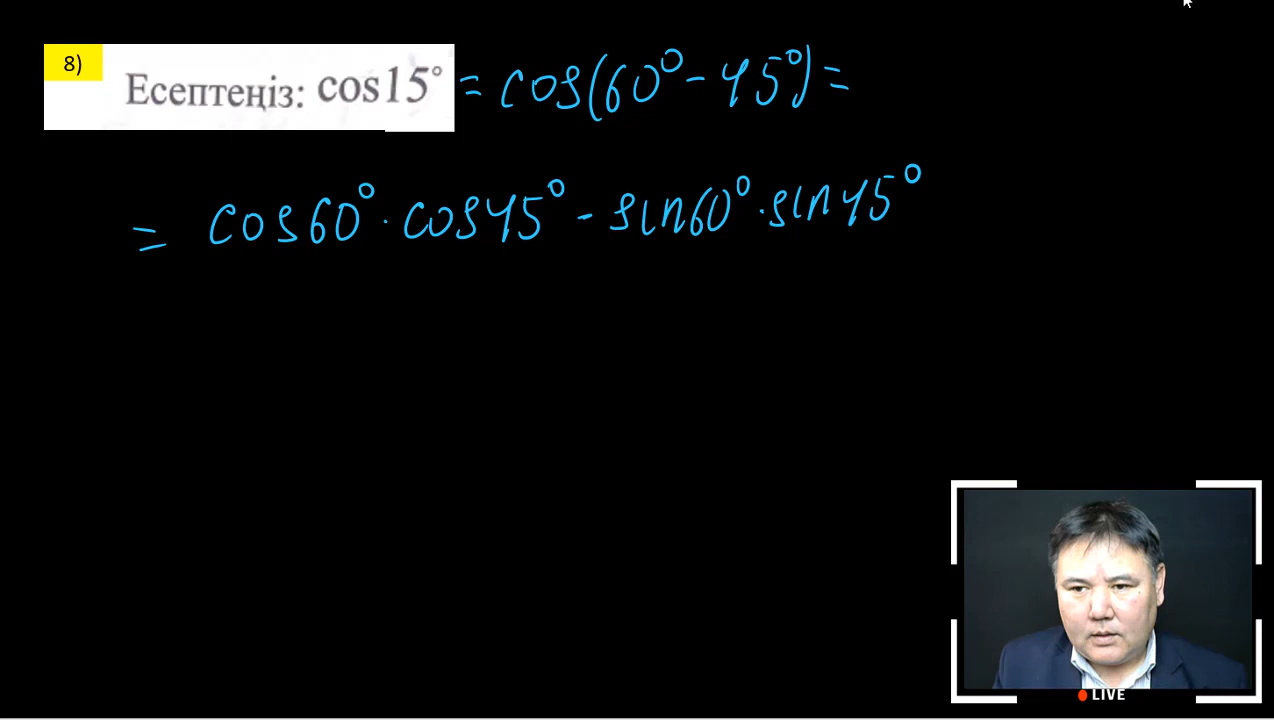 8) Есептеңіз: cos15° = cos(60° - 45°) =
= cos60° · cos45° - sin60° · sin45°
LIVE